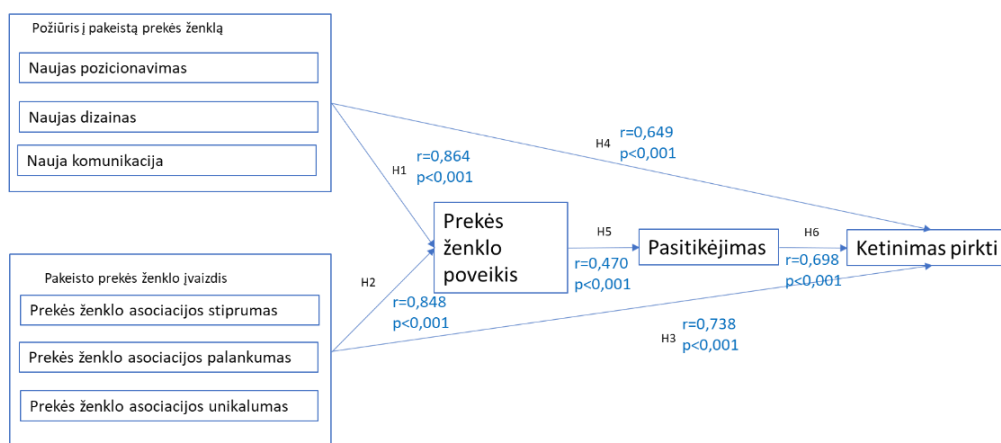 Požiūris į pakeistą prekės ženklą
Naujas pozicionavimas
Naujas dizainas
Nauja komunikacija
H1
r=0,864
p<0,001
H4
r=0,649
p<0,001
Prekės
ženklo
poveikis
H5
r=0,470
p<0,001
Pasitikėjimas
H6
r=0,698
p<0,001
Ketinimas pirkti
Pakeisto prekės ženklo įvaizdis
Prekės ženklo asociacijos stiprumas
Prekės ženklo asociacijos palankumas
Prekės ženklo asociacijos unikalumas
H2
r=0,848
p<0,001
H3
r=0,738
p<0,001